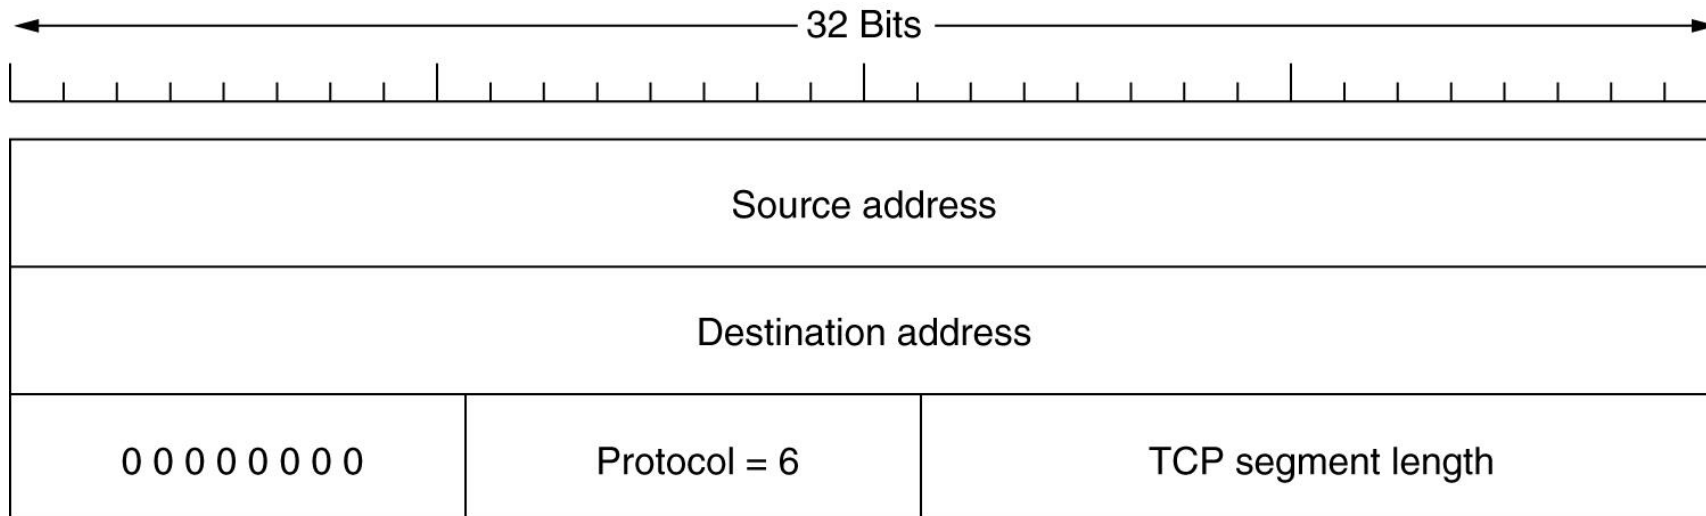 32 Bits
Source address
Destination address
0 0 0 0 0 0 0 0 Protocol = 6 TCP segment length